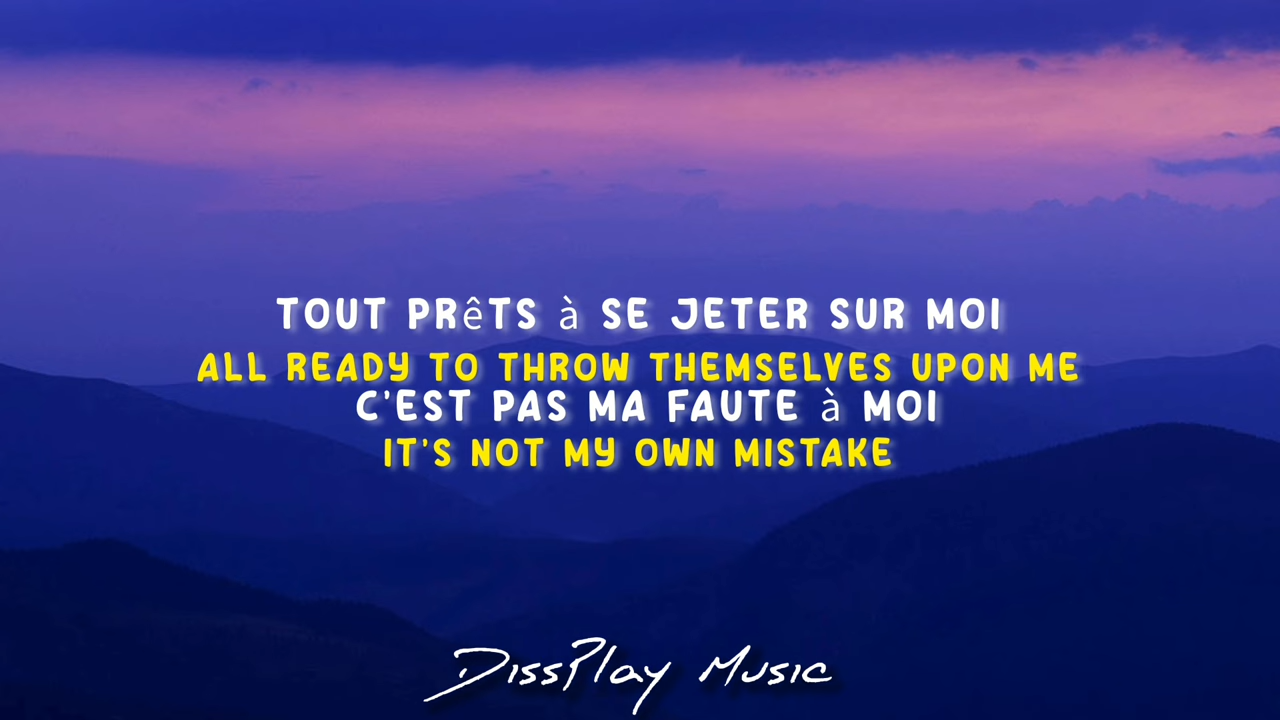 TOUT PRêTS à SE JETER SUR MOI
ALL READY TO THROW THEMSELVES UPON ME
C'EST PAS MA FAUTE à MOI
IT'S NOT MY OWN MISTAKE
DissPlay Music